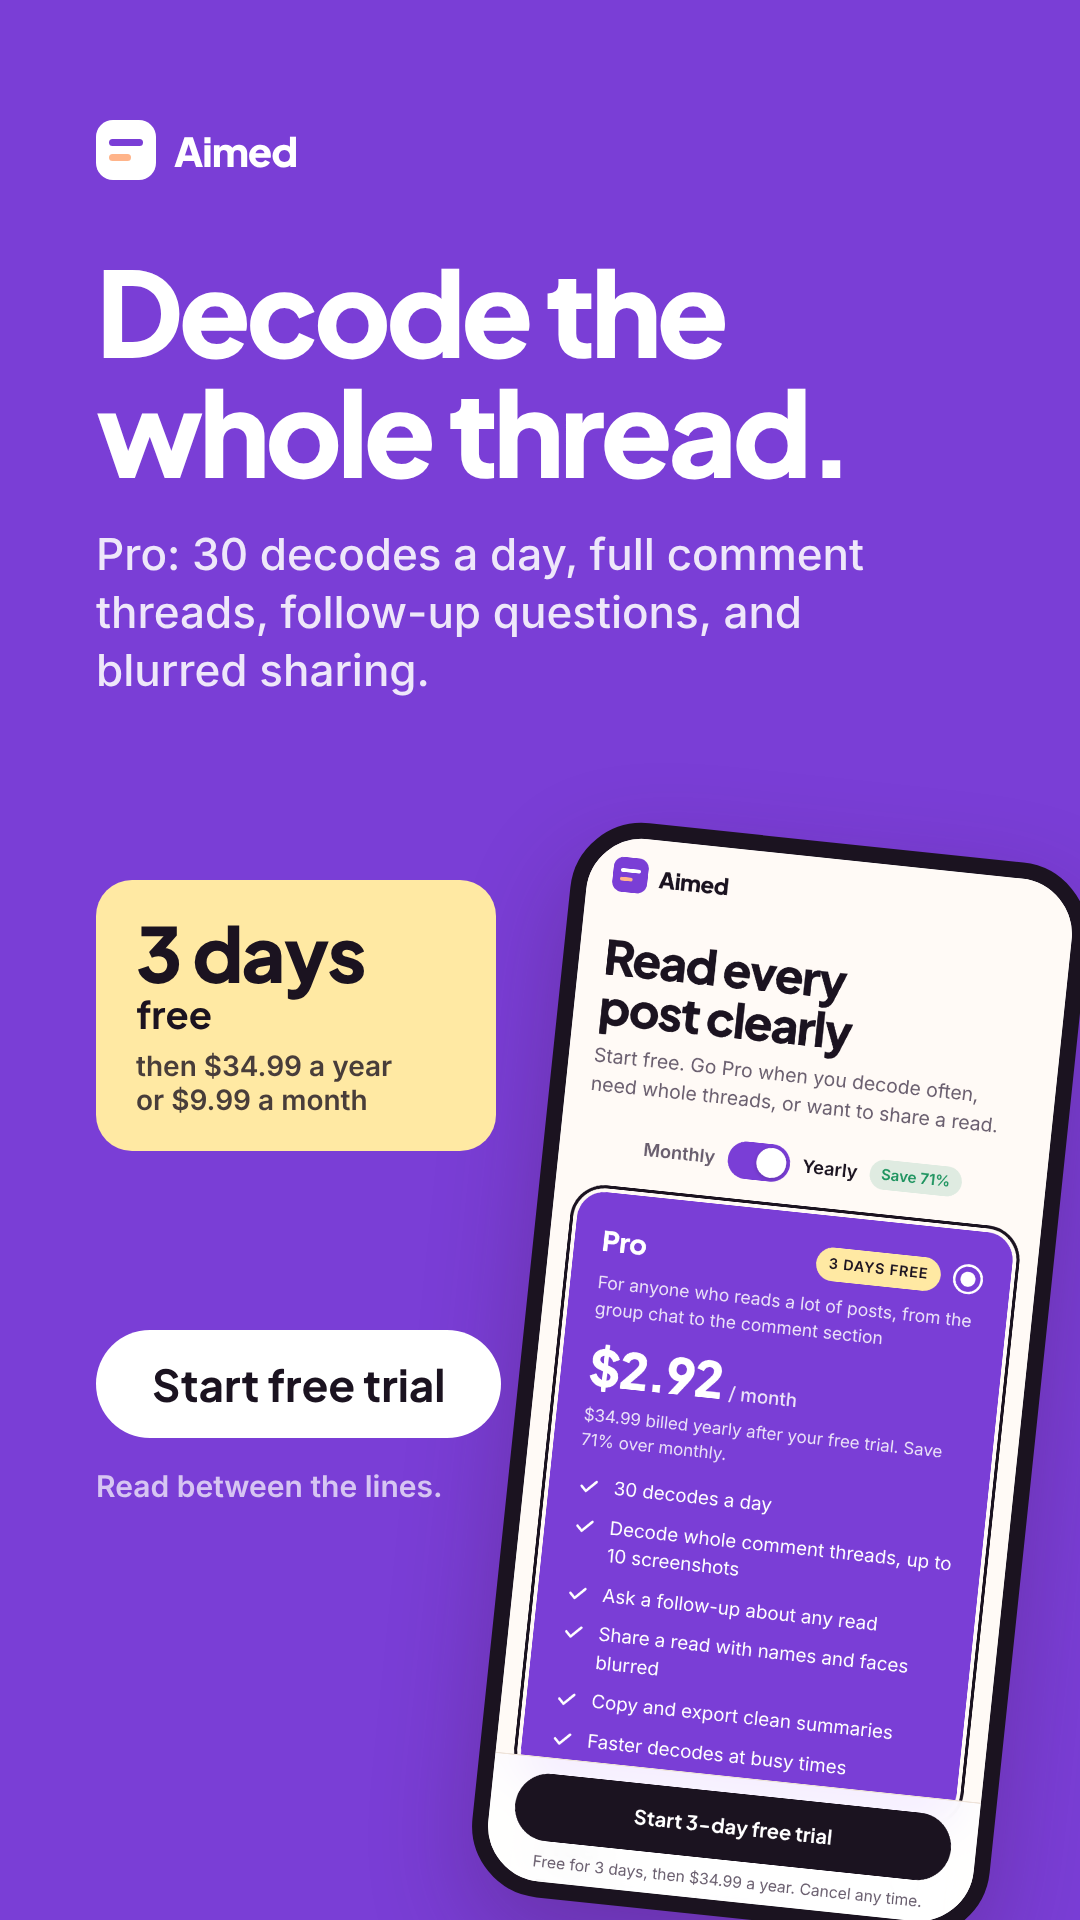 Aimed
Decode the
whole thread.
Pro: 30 decodes a day, full comment
threads, follow-up questions, and
blurred sharing.
3 days
free
then $34.99 a year
or $9.99 a month
Start free trial
Read between the lines.
Aimed
Read every
post clearly
Start free. Go Pro when you decode often,
need whole threads, or want to share a read.
Monthly Yearly Save 71%
Pro 3 DAYS FREE
For anyone who reads a lot of posts, from the
group chat to the comment section
$2.92 / month
$34.99 billed yearly after your free trial. Save
71% over monthly.
30 decodes a day
Decode whole comment threads, up to
10 screenshots
Ask a follow-up about any read
Share a read with names and faces
blurred
Copy and export clean summaries
Faster decodes at busy times
Start 3-day free trial
Free for 3 days, then $34.99 a year. Cancel any time.